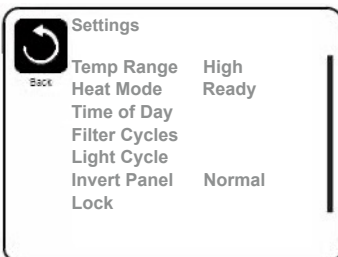 Settings
Back
Temp Range High
Heat Mode Ready
Time of Day
Filter Cycles
Light Cycle
Invert Panel Normal
Lock